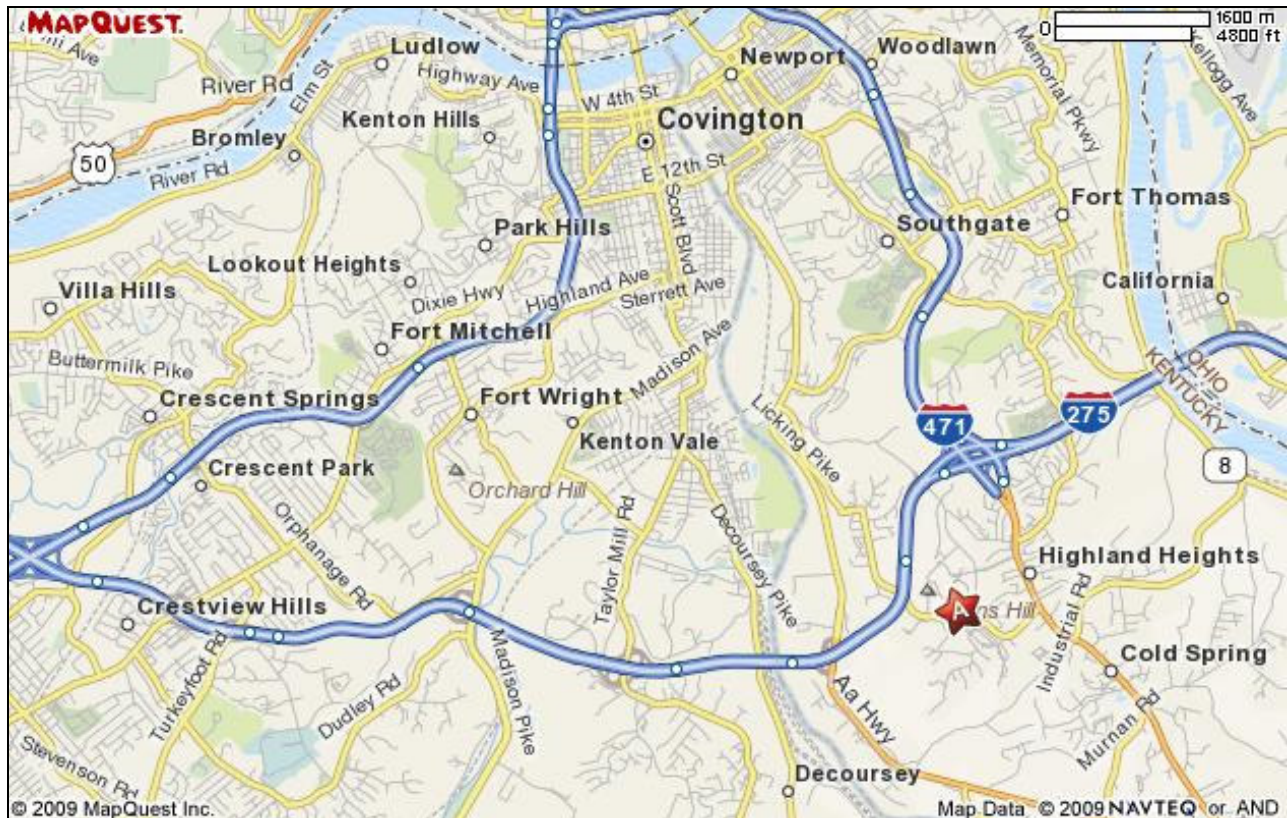 MAPQUEST.
0
1600 m
4800 ft
Ave
River Rd
Elm St
Ludlow
Highway Ave
Newport
Woodlawn
Memorial Pkwy
Kellogg Ave
W 4th St
Covington
Kenton Hills
Bromley
50
River Rd
E 12th St
Scott Blvd
Fort Thomas
Southgate
Park Hills
Lookout Heights
Villa Hills
Dixie Hwy
Highland Ave
Sterrett Ave
California
Fort Mitchell
Buttermilk Pike
Madison Ave
OHIO
KENTUCKY
Crescent Springs
Fort Wright
Licking Pike
471
275
Kenton Vale
Crescent Park
Orchard Hill
8
Orphanage Rd
Taylor Mill Rd
Decoursey Pike
Highland Heights
Crestview Hills
A
ns Hill
Industrial Rd
Turkeyfoot Rd
Dudley Rd
Madison Pike
Cold Spring
Aa Hwy
Murnan Rd
Stevenson Rd
Decoursey
© 2009 MapQuest Inc.
Map Data © 2009 NAVTEQ or AND